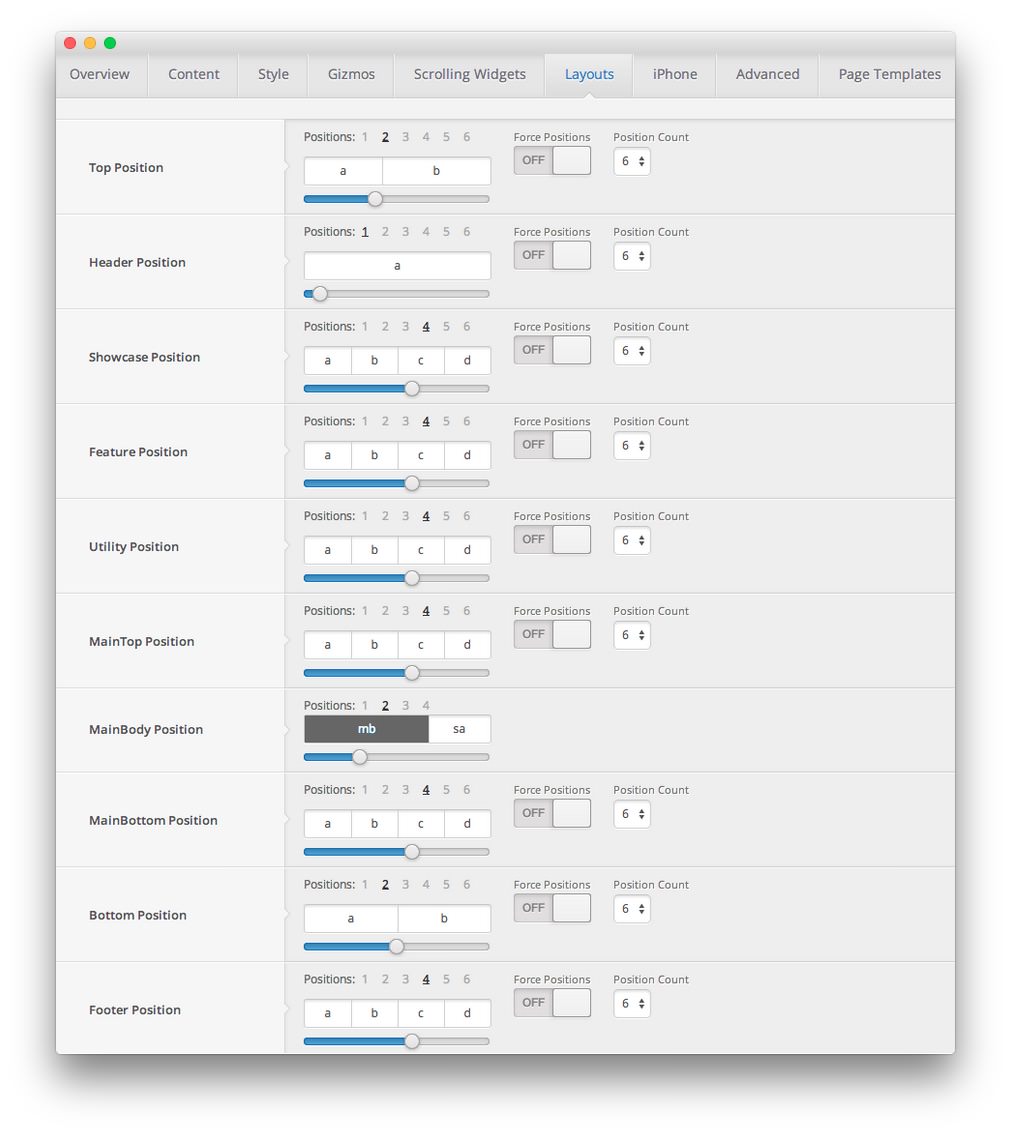 Overview Content Style Gizmos Scrolling Widgets Layouts iPhone Advanced Page Templates
Top Position
Positions: 1 2 3 4 5 6
a b
Force Positions
OFF
Position Count
6
Header Position
Positions: 1 2 3 4 5 6
a
Force Positions
OFF
Position Count
6
Showcase Position
Positions: 1 2 3 4 5 6
a b c d
Force Positions
OFF
Position Count
6
Feature Position
Positions: 1 2 3 4 5 6
a b c d
Force Positions
OFF
Position Count
6
Utility Position
Positions: 1 2 3 4 5 6
a b c d
Force Positions
OFF
Position Count
6
MainTop Position
Positions: 1 2 3 4 5 6
a b c d
Force Positions
OFF
Position Count
6
MainBody Position
Positions: 1 2 3 4
mb sa
MainBottom Position
Positions: 1 2 3 4 5 6
a b c d
Force Positions
OFF
Position Count
6
Bottom Position
Positions: 1 2 3 4 5 6
a b
Force Positions
OFF
Position Count
6
Footer Position
Positions: 1 2 3 4 5 6
a b c d
Force Positions
OFF
Position Count
6